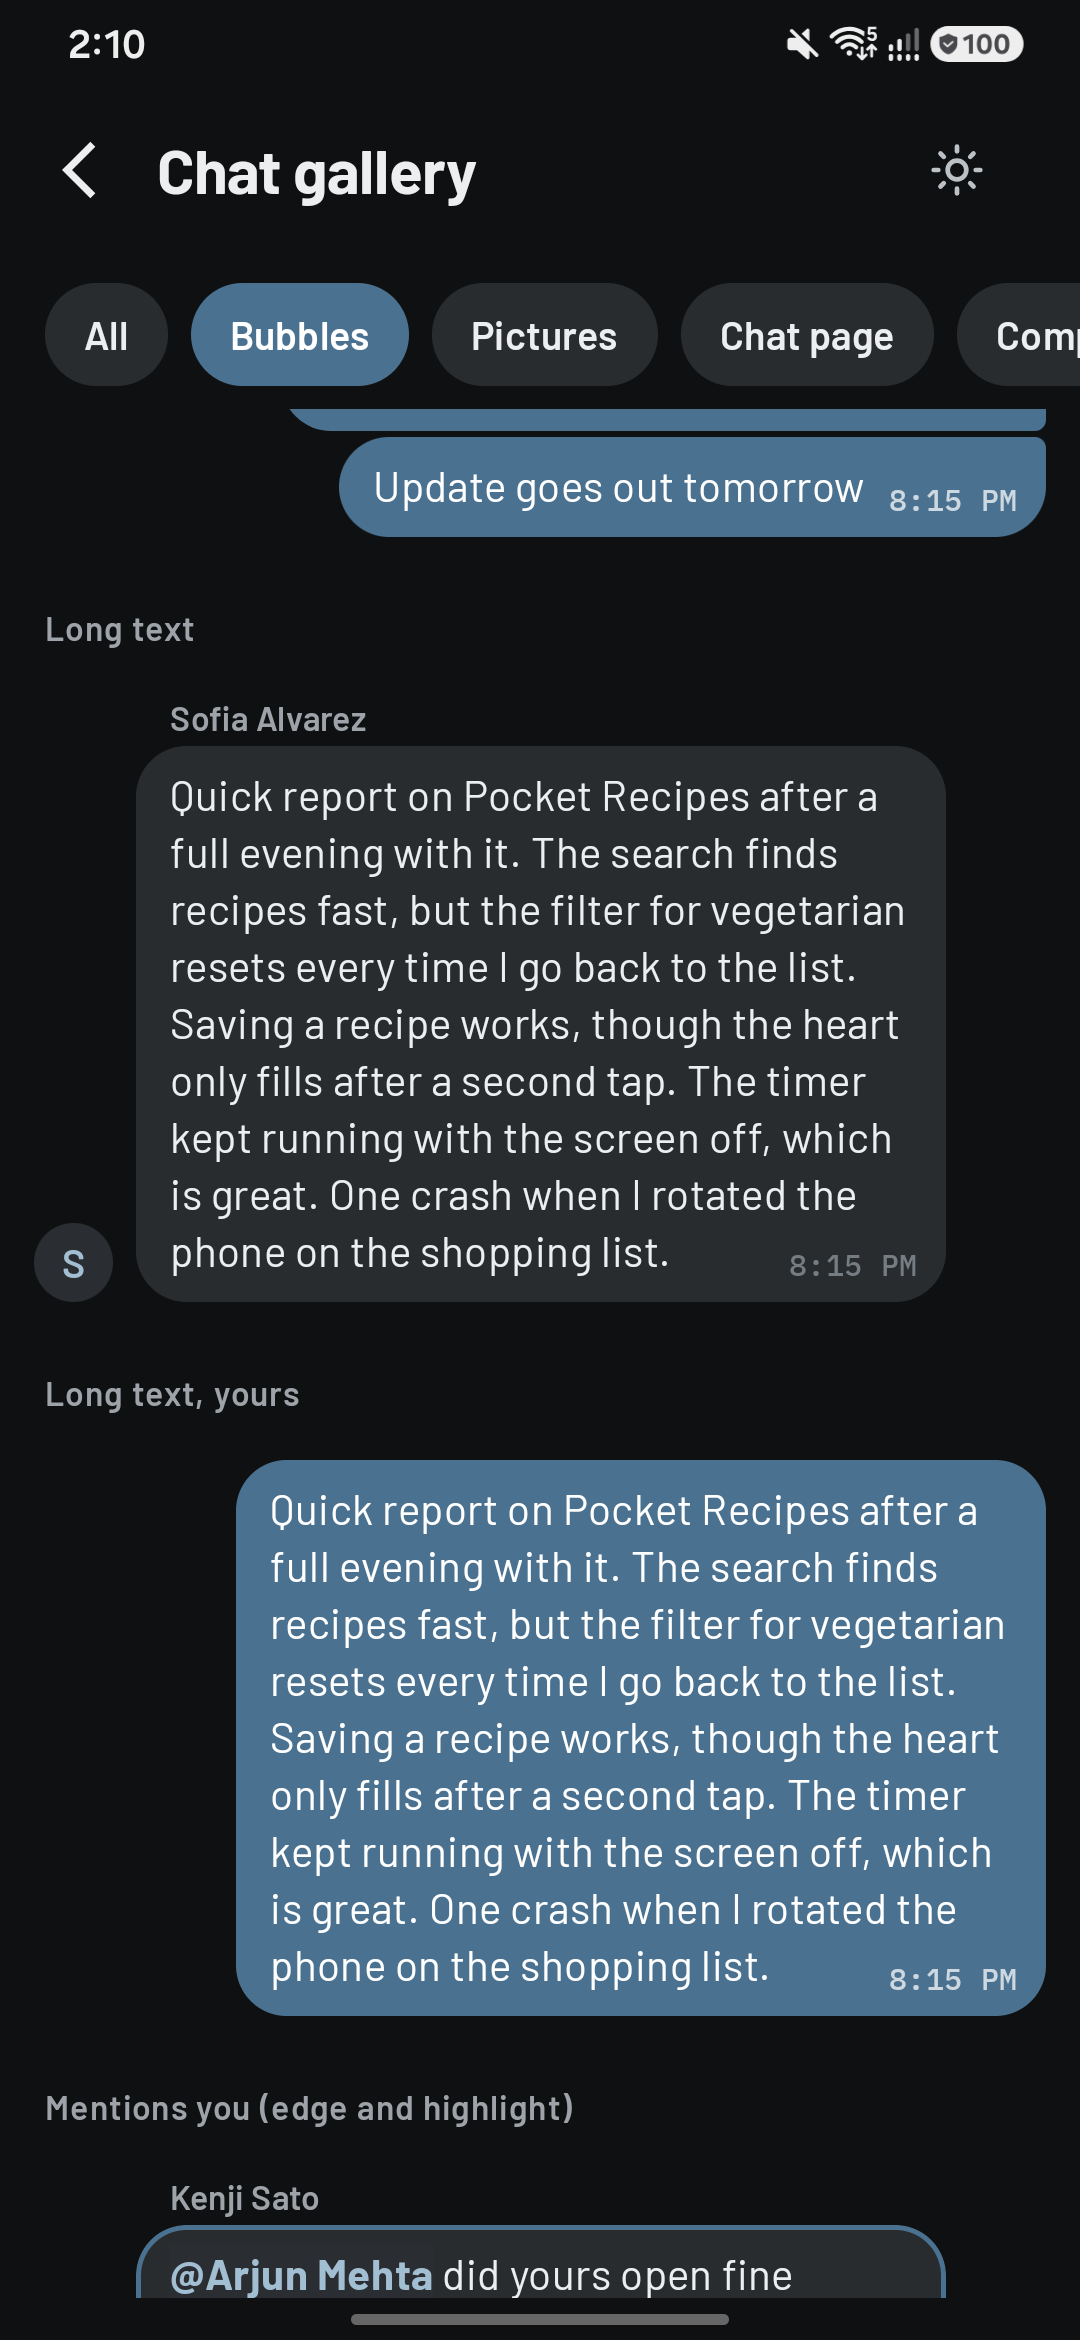 2:10
5
100
Chat gallery
All
Bubbles
Pictures
Chat page
Update goes out tomorrow
8:15 PM
Long text
Sofia Alvarez
Quick report on Pocket Recipes after a
full evening with it. The search finds
recipes fast, but the filter for vegetarian
resets every time I go back to the list.
Saving a recipe works, though the heart
only fills after a second tap. The timer
kept running with the screen off, which
is great. One crash when I rotated the
phone on the shopping list.
8:15 PM
S
Long text, yours
Quick report on Pocket Recipes after a
full evening with it. The search finds
recipes fast, but the filter for vegetarian
resets every time I go back to the list.
Saving a recipe works, though the heart
only fills after a second tap. The timer
kept running with the screen off, which
is great. One crash when I rotated the
phone on the shopping list.
8:15 PM
Mentions you (edge and highlight)
Kenji Sato
@Arjun Mehta did yours open fine